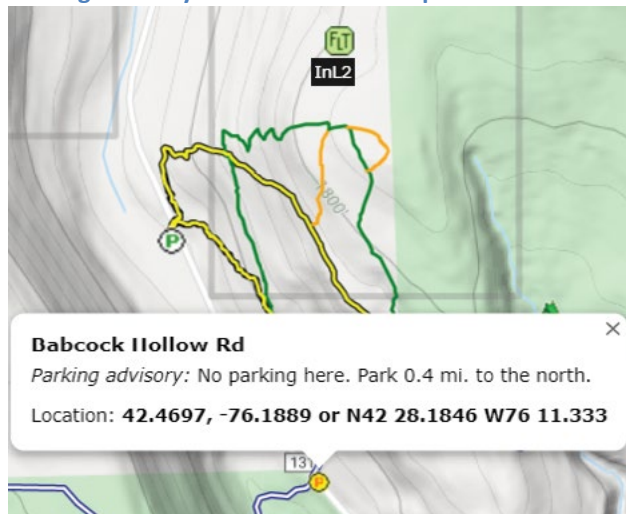 FLT
InL2
1800'
P
Babcock Hollow Rd
Parking advisory: No parking here. Park 0.4 mi. to the north.
Location: 42.4697, -76.1889 or N42 28.1846 W76 11.333
131
P